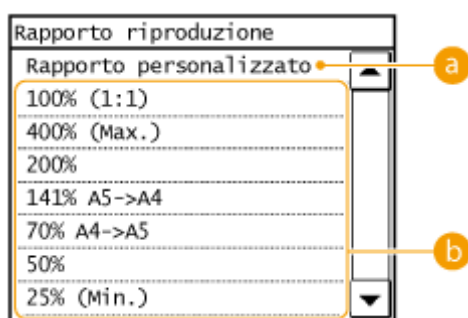 Rapporto riproduzione
Rapporto personalizzato
a
100% (1:1)
400% (Max.)
200%
141% A5->A4
70% A4->A5
b
50%
25% (Min.)